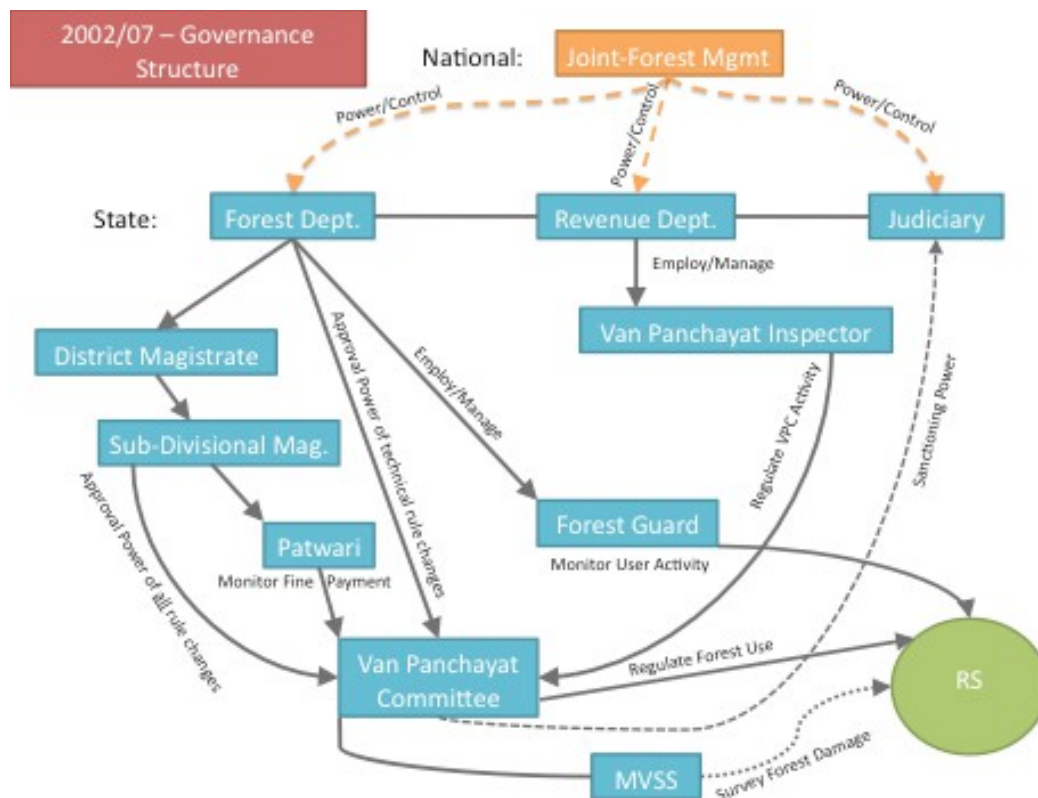 2002/07 – Governance
Structure
National:
Joint-Forest Mgmt
Power/Control
Power/Control
Power/Control
State:
Forest Dept.
Revenue Dept.
Judiciary
Employ/Manage
Van Panchayat Inspector
District Magistrate
Approval Power of technical rule changes
Employ/Manage
Regulate VPC Activity
Sanctioning Power
Sub-Divisional Mag.
Approval Power of all rule changes
Forest Guard
Patwari
Monitor User Activity
Monitor Fine Payment
Van Panchayat
Committee
Regulate Forest Use
RS
MVSS
Survey Forest Damage